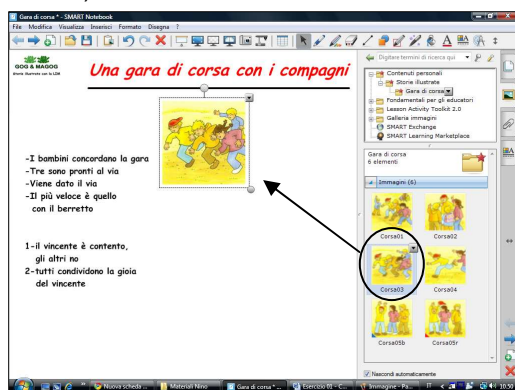 Gara di corsa * - SMART Notebook
File Modifica Visualizza Inserisci Formato Disegna ?
GOG & MAGOG
Storie illustrate con la LIM
Una gara di corsa con i compagni
-I bambini concordano la gara
-Tre sono pronti al via
-Viene dato il via
-Il più veloce è quello
con il berretto
1-il vincente è contento,
gli altri no
2-tutti condividono la gioia
del vincente
Digitare termini di ricerca qui
Contenuti personali
Storie illustrate
Gara di corsa
Fondamentali per gli educatori
Lesson Activity Toolkit 2.0
Galleria immagini
SMART Exchange
SMART Learning Marketplace
Gara di corsa
6 elementi
Immagini (6)
Corsa01
Corsa02
Corsa03
Corsa04
Corsa05b
Corsa05r
Nascondi automaticamente
Nuova scheda ...
Materiali Nino
Gara di corsa * ...
Esercizio 01 - C...
Immagine - Pa...
IT
10.50